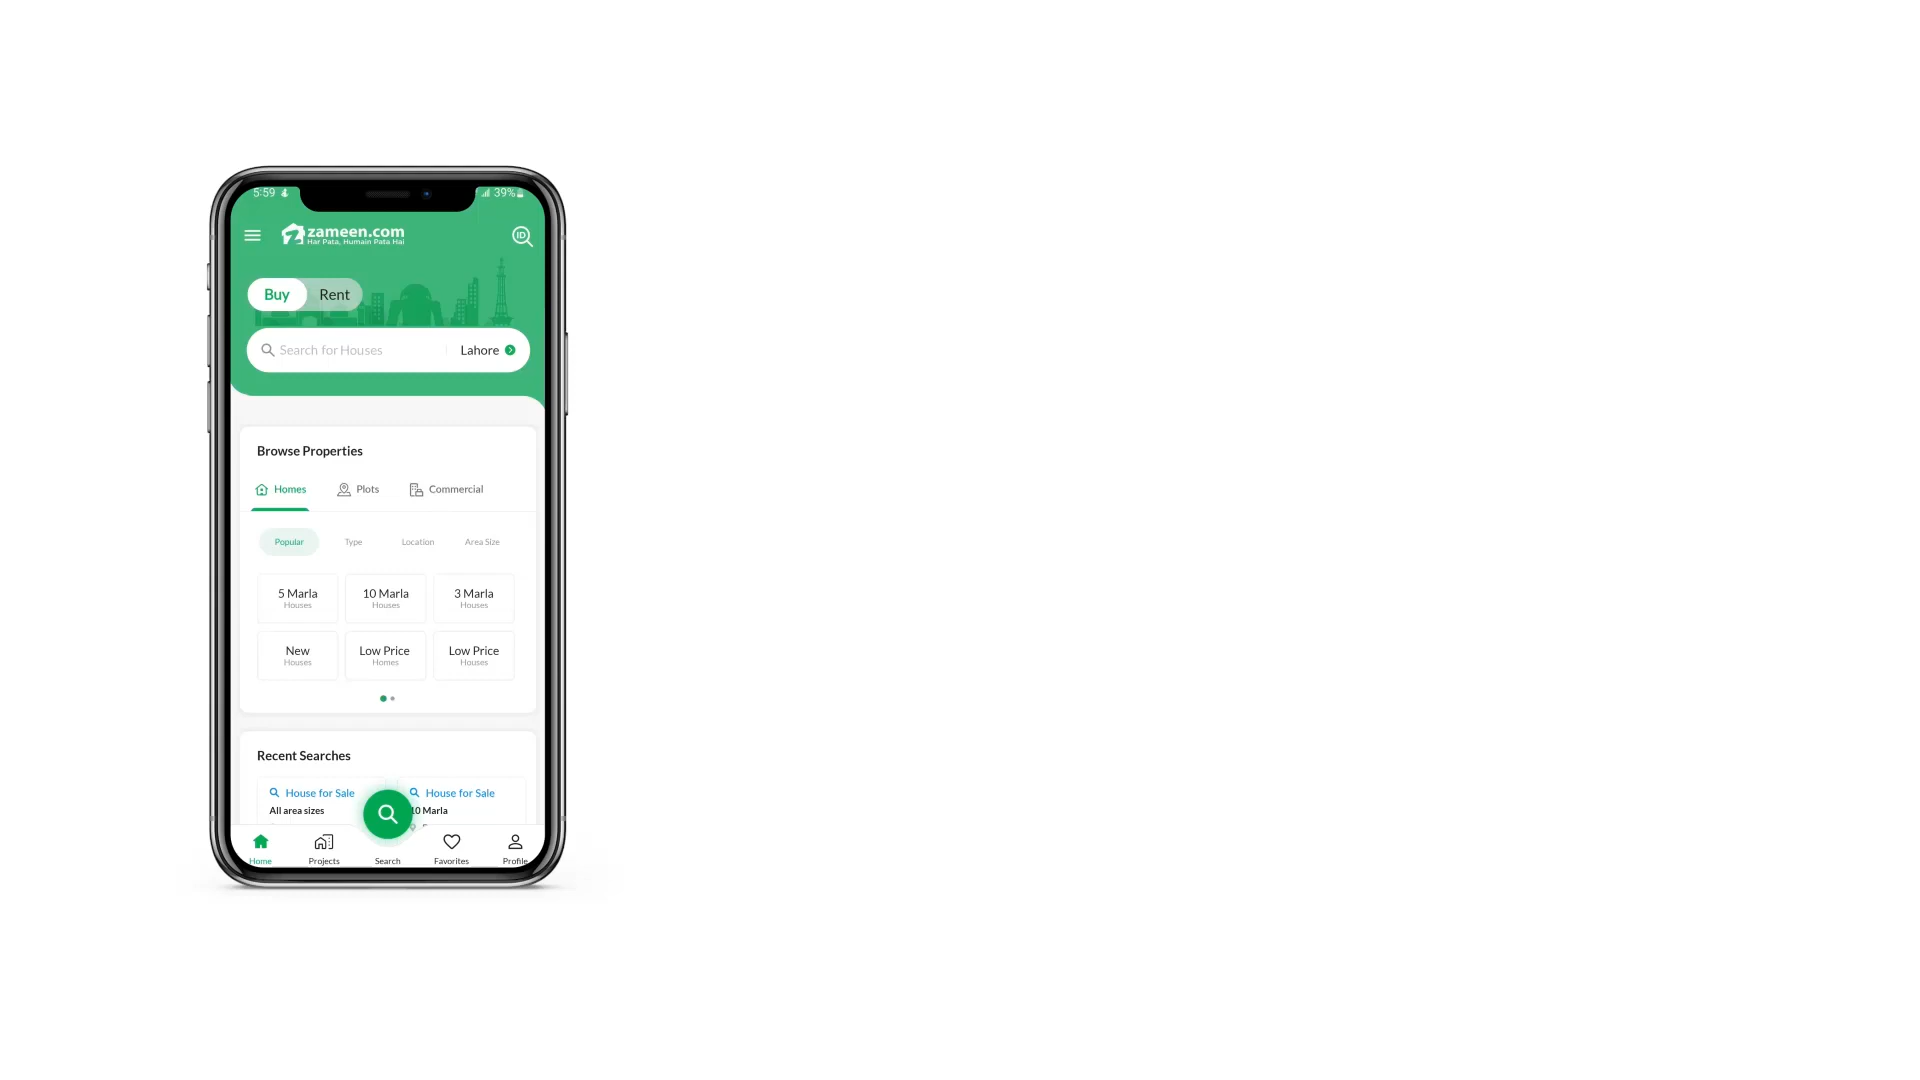 5:59 39%
zameen.com
Har Pata, Humain Pata Hai
ID
Buy Rent
Search for Houses Lahore
Browse Properties
Homes Plots Commercial
Popular Type Location Area Size
5 Marla 10 Marla 3 Marla
Houses Houses Houses
New Low Price Low Price
Houses Homes Houses
Recent Searches
House for Sale House for Sale
All area sizes 10 Marla
Home Projects Search Favorites Profile